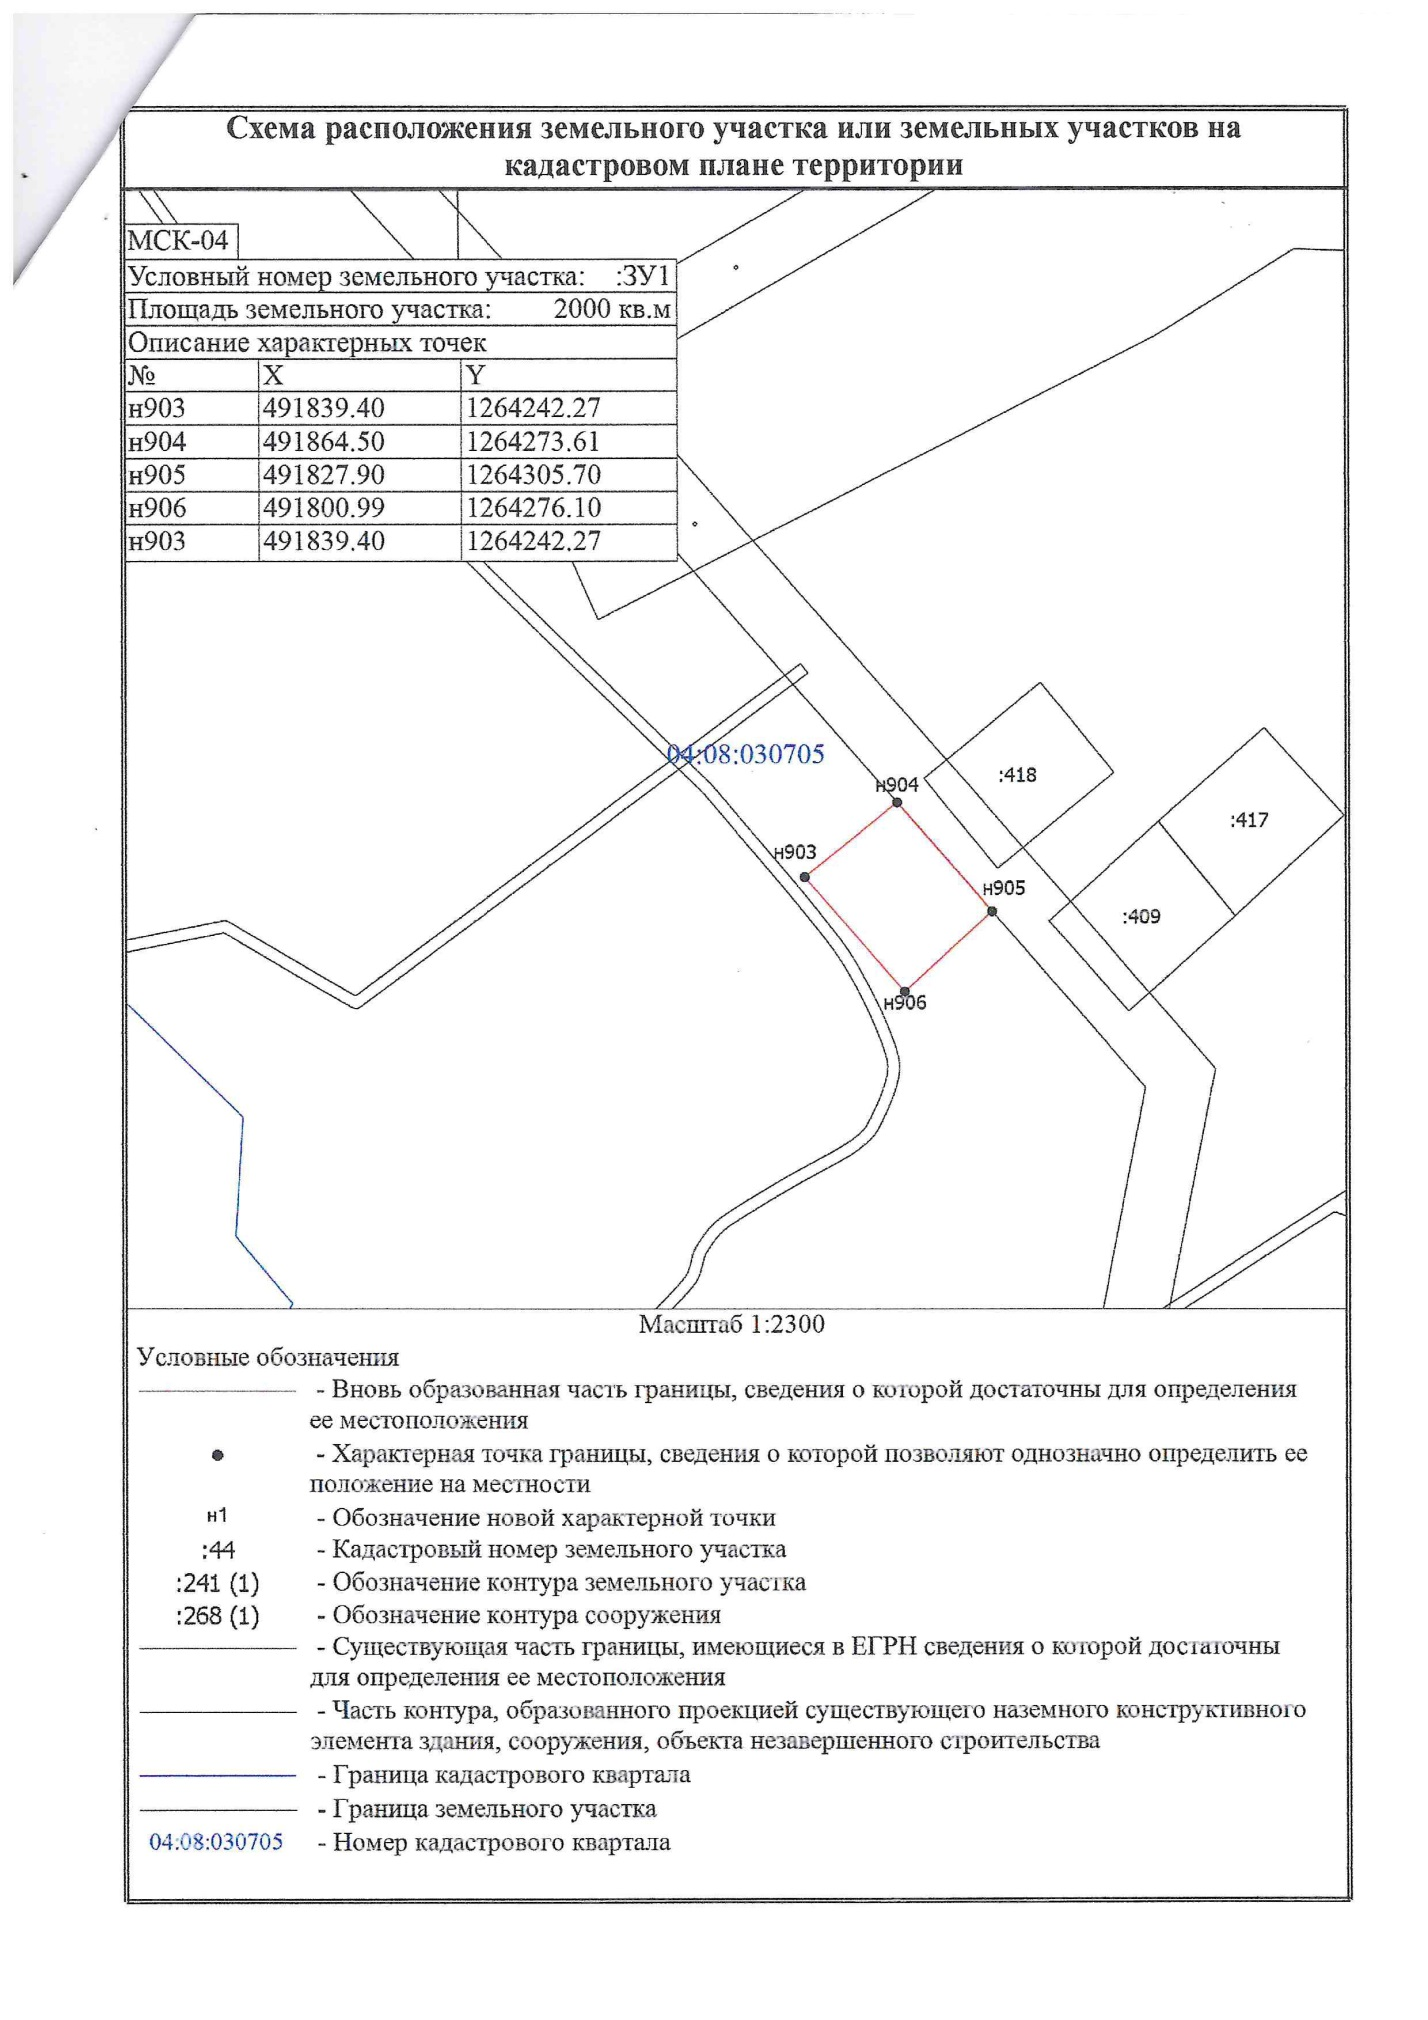 Схема расположения земельного участка или земельных участков на
кадастровом плане территории
МСК-04
Условный номер земельного участка: :ЗУ1
Площадь земельного участка: 2000 кв.м
Описание характерных точек
№ X Y
н903 491839.40 1264242.27
н904 491864.50 1264273.61
н905 491827.90 1264305.70
н906 491800.99 1264276.10
н903 491839.40 1264242.27
04:08:030705
:418
н904
:417
н903
н905
:409
н906
Масштаб 1:2300
Условные обозначения
- Вновь образованная часть границы, сведения о которой достаточны для определения
ее местоположения
- Характерная точка границы, сведения о которой позволяют однозначно определить ее
положение на местности
н1 - Обозначение новой характерной точки
:44 - Кадастровый номер земельного участка
:241 (1) - Обозначение контура земельного участка
:268 (1) - Обозначение контура сооружения
- Существующая часть границы, имеющиеся в ЕГРН сведения о которой достаточны
для определения ее местоположения
- Часть контура, образованного проекцией существующего наземного конструктивного
элемента здания, сооружения, объекта незавершенного строительства
- Граница кадастрового квартала
- Граница земельного участка
04:08:030705 - Номер кадастрового квартала